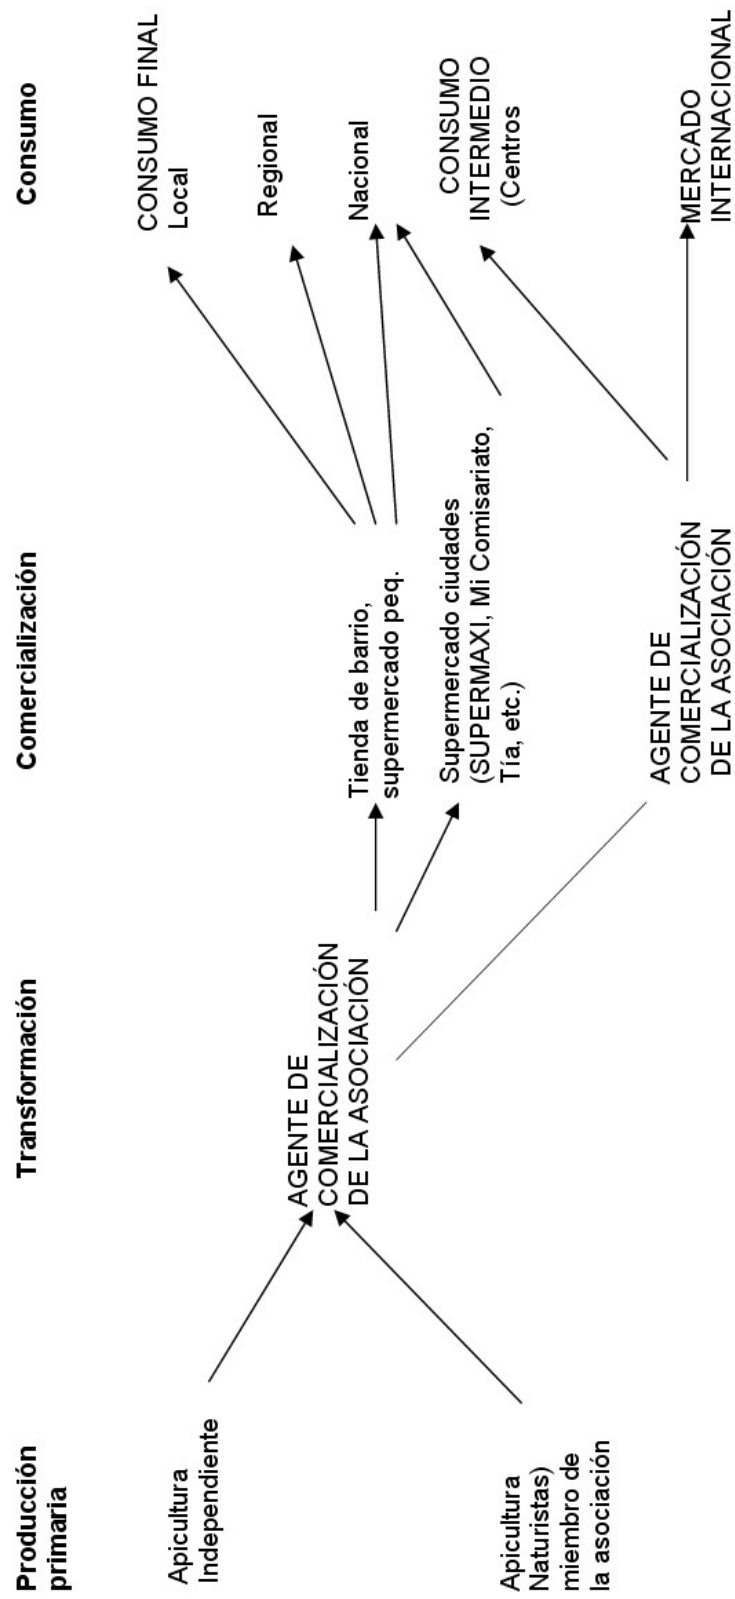 Producción
primaria
Transformación
Comercialización
Consumo
Apicultura
Independiente
Apicultura
Naturistas)
miembro de
la asociación
AGENTE DE
COMERCIALIZACIÓN
DE LA ASOCIACIÓN
Tienda de barrio,
supermercado peq.
Supermercado ciudades
(SUPERMAXI, Mi Comisariato,
Tía, etc.)
AGENTE DE
COMERCIALIZACIÓN
DE LA ASOCIACIÓN
CONSUMO FINAL
Local
Regional
Nacional
CONSUMO
INTERMEDIO
(Centros
MERCADO
INTERNACIONAL